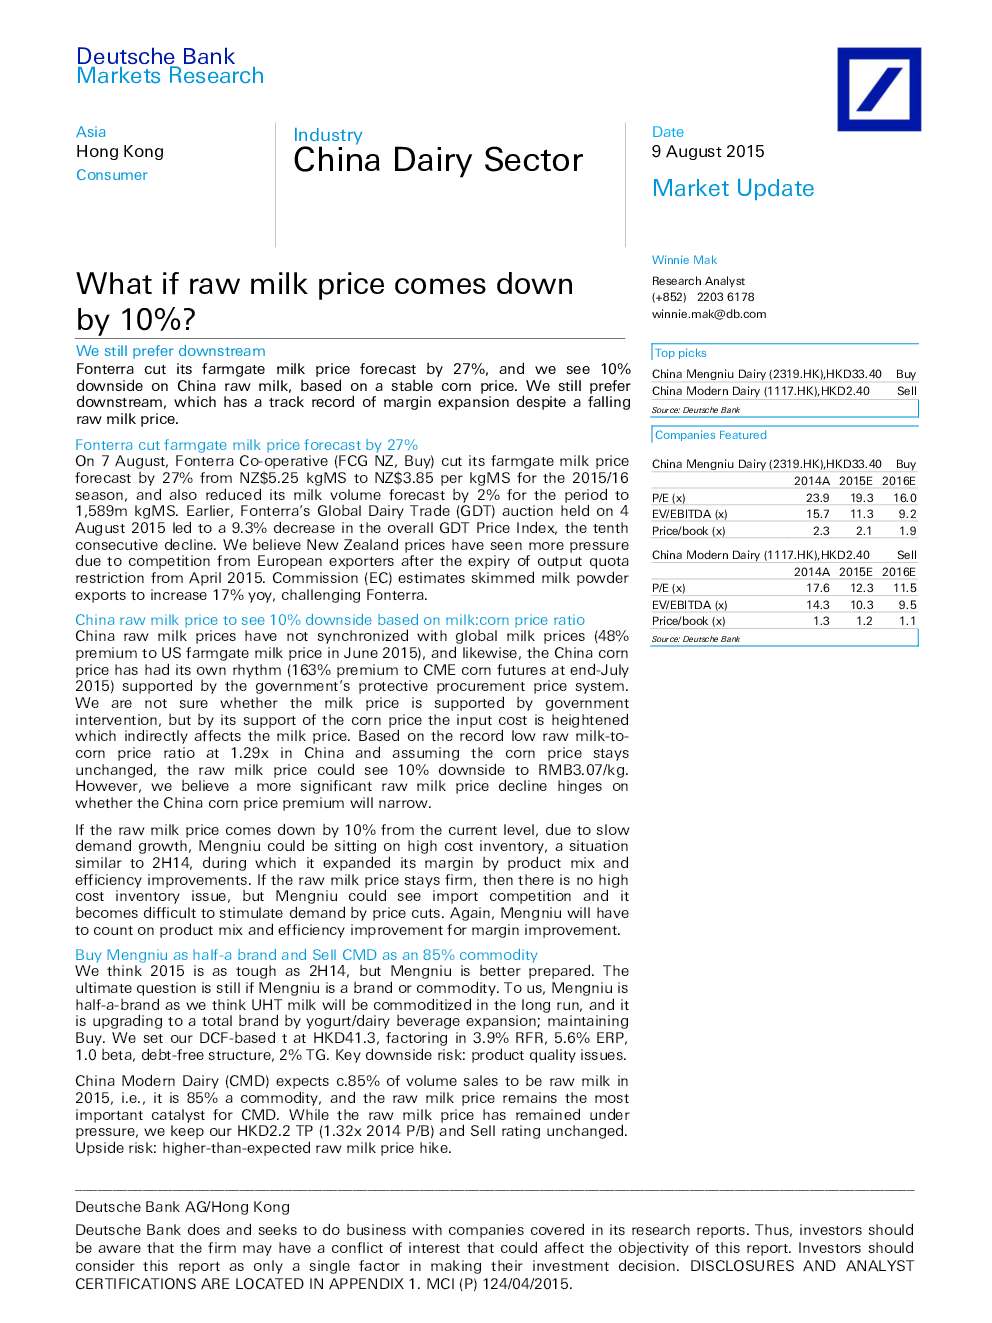 Deutsche Bank
Markets Research
Asia
Hong Kong
Consumer
Industry
China Dairy Sector
Date
9 August 2015
Market Update
What if raw milk price comes down
by 10%?
We still prefer downstream
Fonterra cut its farmgate milk price forecast by 27%, and we see 10%
downside on China raw milk, based on a stable corn price. We still prefer
downstream, which has a track record of margin expansion despite a falling
raw milk price.
Fonterra cut farmgate milk price forecast by 27%
On 7 August, Fonterra Co-operative (FCG NZ, Buy) cut its farmgate milk price
forecast by 27% from NZ$5.25 kgMS to NZ$3.85 per kgMS for the 2015/16
season, and also reduced its milk volume forecast by 2% for the period to
1,589m kgMS. Earlier, Fonterra's Global Dairy Trade (GDT) auction held on 4
August 2015 led to a 9.3% decrease in the overall GDT Price Index, the tenth
consecutive decline. We believe New Zealand prices have seen more pressure
due to competition from European exporters after the expiry of output quota
restriction from April 2015. Commission (EC) estimates skimmed milk powder
exports to increase 17% yoy, challenging Fonterra.
China raw milk price to see 10% downside based on milk:corn price ratio
China raw milk prices have not synchronized with global milk prices (48%
premium to US farmgate milk price in June 2015), and likewise, the China corn
price has had its own rhythm (163% premium to CME corn futures at end-July
2015) supported by the government's protective procurement price system.
We are not sure whether the milk price is supported by government
intervention, but by its support of the corn price the input cost is heightened
which indirectly affects the milk price. Based on the record low raw milk-to-
corn price ratio at 1.29x in China and assuming the corn price stays
unchanged, the raw milk price could see 10% downside to RMB3.07/kg.
However, we believe a more significant raw milk price decline hinges on
whether the China corn price premium will narrow.
If the raw milk price comes down by 10% from the current level, due to slow
demand growth, Mengniu could be sitting on high cost inventory, a situation
similar to 2H14, during which it expanded its margin by product mix and
efficiency improvements. If the raw milk price stays firm, then there is no high
cost inventory issue, but Mengniu could see import competition and it
becomes difficult to stimulate demand by price cuts. Again, Mengniu will have
to count on product mix and efficiency improvement for margin improvement.
Buy Mengniu as half-a brand and Sell CMD as an 85% commodity
We think 2015 is as tough as 2H14, but Mengniu is better prepared. The
ultimate question is still if Mengniu is a brand or commodity. To us, Mengniu is
half-a-brand as we think UHT milk will be commoditized in the long run, and it
is upgrading to a total brand by yogurt/dairy beverage expansion; maintaining
Buy. We set our DCF-based t at HKD41.3, factoring in 3.9% RFR, 5.6% ERP,
1.0 beta, debt-free structure, 2% TG. Key downside risk: product quality issues.
China Modern Dairy (CMD) expects c.85% of volume sales to be raw milk in
2015, i.e., it is 85% a commodity, and the raw milk price remains the most
important catalyst for CMD. While the raw milk price has remained under
pressure, we keep our HKD2.2 TP (1.32x 2014 P/B) and Sell rating unchanged.
Upside risk: higher-than-expected raw milk price hike.
Winnie Mak
Research Analyst
(+852) 2203 6178
winnie.mak@db.com
Top picks
China Mengniu Dairy (2319.HK),HKD33.40 Buy
China Modern Dairy (1117.HK),HKD2.40 Sell
Source: Deutsche Bank
Companies Featured
China Mengniu Dairy (2319.HK),HKD33.40 Buy
2014A 2015E 2016E
P/E (x) 23.9 19.3 16.0
EV/EBITDA (x) 15.7 11.3 9.2
Price/book (x) 2.3 2.1 1.9
China Modern Dairy (1117.HK),HKD2.40 Sell
2014A 2015E 2016E
P/E (x) 17.6 12.3 11.5
EV/EBITDA (x) 14.3 10.3 9.5
Price/book (x) 1.3 1.2 1.1
Source: Deutsche Bank
Deutsche Bank AG/Hong Kong
Deutsche Bank does and seeks to do business with companies covered in its research reports. Thus, investors should
be aware that the firm may have a conflict of interest that could affect the objectivity of this report. Investors should
consider this report as only a single factor in making their investment decision. DISCLOSURES AND ANALYST
CERTIFICATIONS ARE LOCATED IN APPENDIX 1. MCI (P) 124/04/2015.